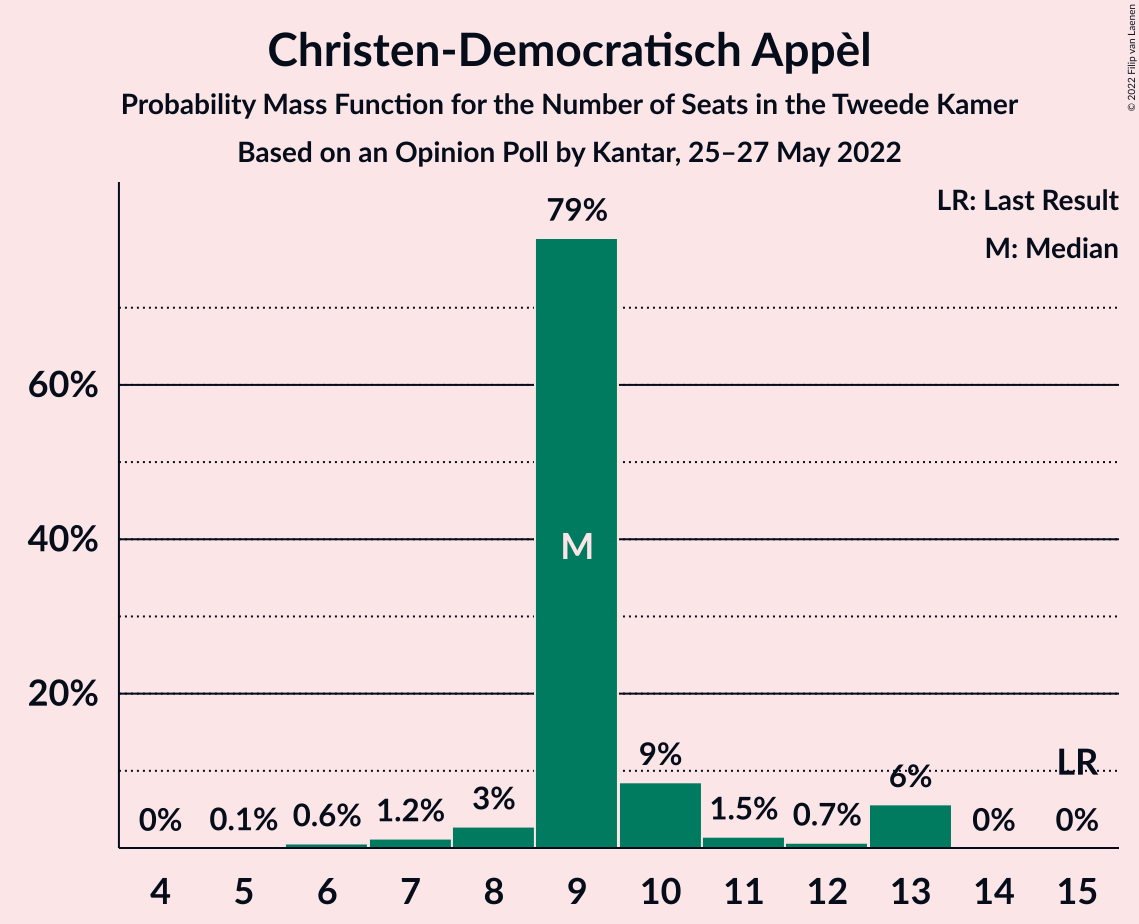 Christen-Democratisch Appèl
Probability Mass Function for the Number of Seats in the Tweede Kamer
Based on an Opinion Poll by Kantar, 25–27 May 2022
© 2022 Filip van Laenen
LR: Last Result
M: Median
60%
40%
20%
0%
0.1%
0.6%
1.2%
3%
79%
M
9%
1.5%
0.7%
6%
0%
LR
0%
4 5 6 7 8 9 10 11 12 13 14 15